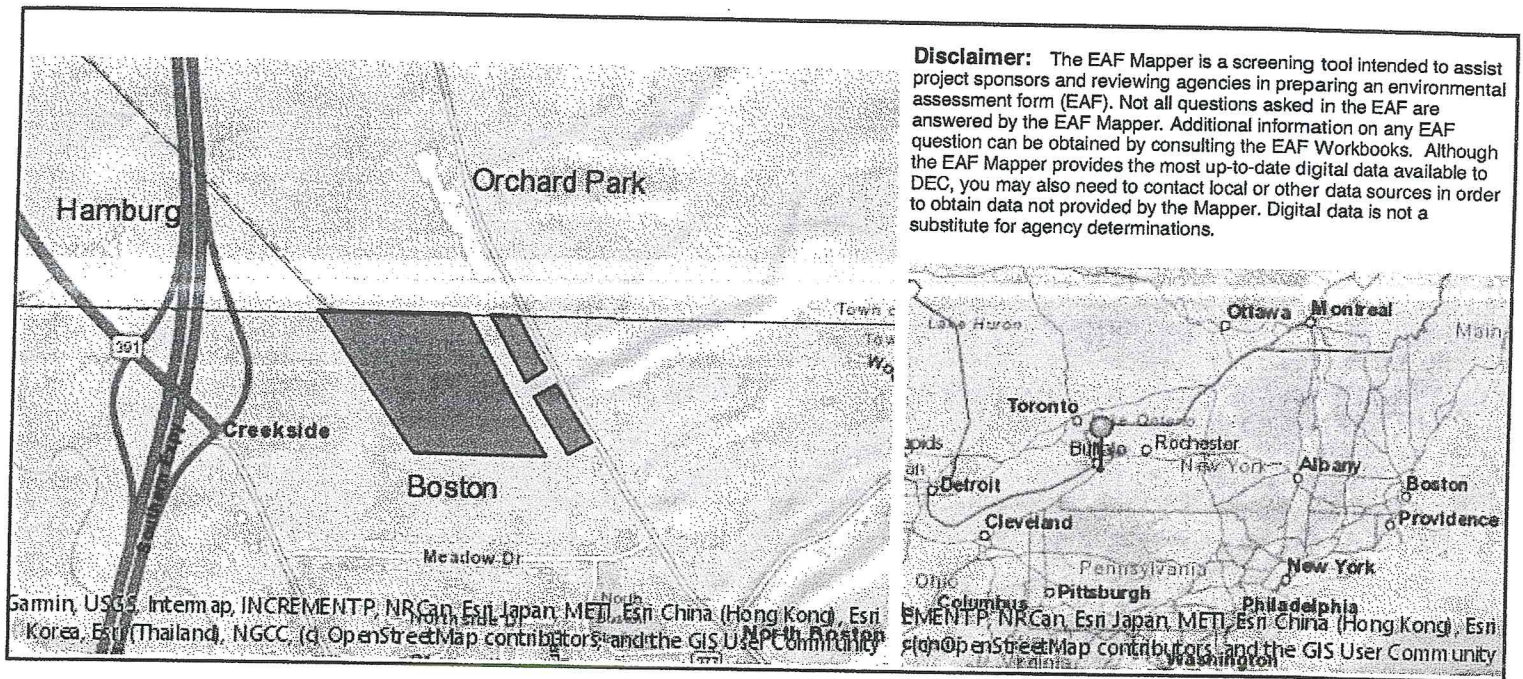 Disclaimer: The EAF Mapper is a screening tool intended to assist
project sponsors and reviewing agencies in preparing an environmental
assessment form (EAF). Not all questions asked in the EAF are
answered by the EAF Mapper. Additional information on any EAF
question can be obtained by consulting the EAF Workbooks. Although
the EAF Mapper provides the most up-to-date digital data available to
DEC, you may also need to contact local or other data sources in order
to obtain data not provided by the Mapper. Digital data is not a
substitute for agency determinations.
Orchard Park
Hamburg
Town
391
Creekside
Boston
Meadow Dr
North Boston
Garmin, USGS, Intermap, INCREMENT P, NRCan, Esri Japan, METI, Esri China (Hong Kong), Esri
Korea, Esri (Thailand), NGCC, (c) OpenStreetMap contributors, and the GIS User Community
277
Ottawa
Montreal
Lake Huron
Main
Toronto
Buffalo
Rochester
apids
New York
Albany
Detroit
Boston
Cleveland
Providence
New York
Pennsylvania
Ohio
Pittsburgh
Columbus
Philadelphia
EMENT P, NRCan, Esri Japan, METI, Esri China (Hong Kong), Esri
OpenStreetMap contributors, and the GIS User Community
Washington